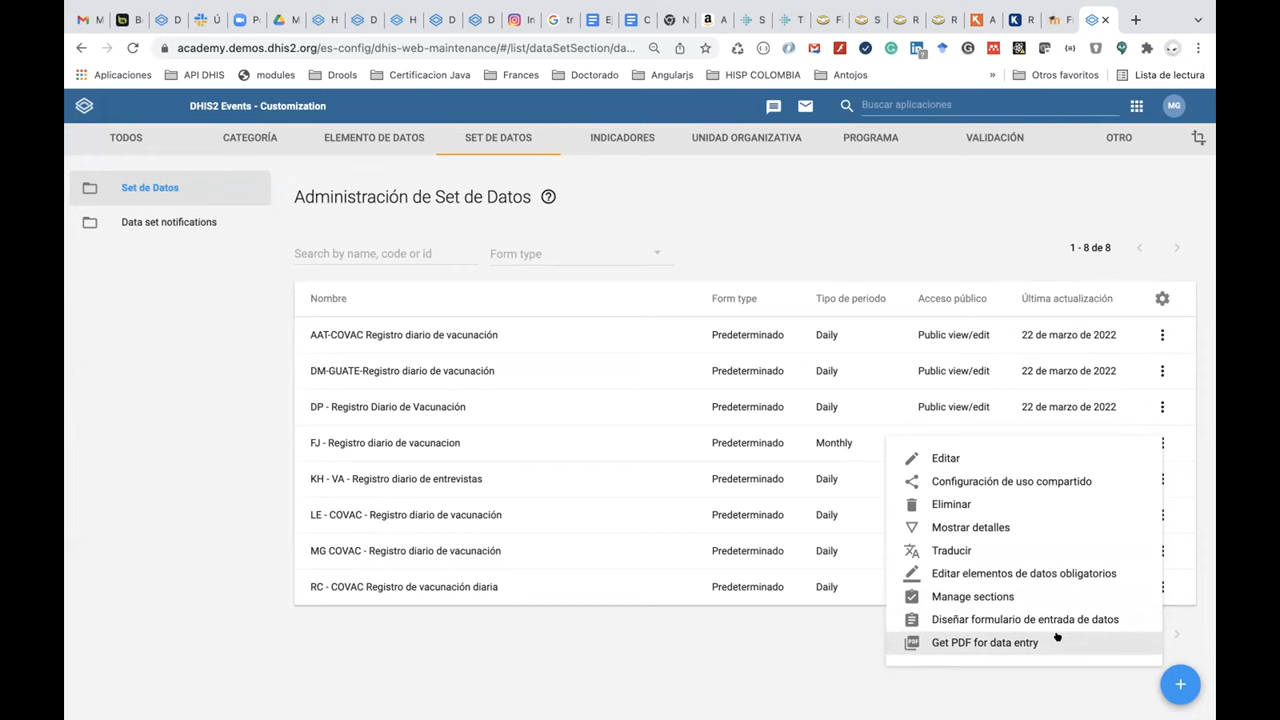 M
B
D
S
D
Po
M
H
D
H
D
D
In
tr
E
C
N
A
S
T
F
S
R
R
A
R
F
academy.demos.dhis2.org/es-config/dhis-web-maintenance/#/list/dataSetSection/da...
Aplicaciones API DHIS modules Drools Certificacion Java Frances Doctorado Angularjs HISP COLOMBIA Antojos » Otros favoritos Lista de lectura
DHIS2 Events - Customization Buscar aplicaciones MG
TODOS CATEGORÍA ELEMENTO DE DATOS SET DE DATOS INDICADORES UNIDAD ORGANIZATIVA PROGRAMA VALIDACIÓN OTRO
Set de Datos
Data set notifications
Administración de Set de Datos
Search by name, code or id Form type 1 - 8 de 8
Nombre Form type Tipo de periodo Acceso público Última actualización
AAT-COVAC Registro diario de vacunación Predeterminado Daily Public view/edit 22 de marzo de 2022
DM-GUATE-Registro diario de vacunación Predeterminado Daily Public view/edit 22 de marzo de 2022
DP - Registro Diario de Vacunación Predeterminado Daily Public view/edit 22 de marzo de 2022
FJ - Registro diario de vacunacion Predeterminado Monthly
KH - VA - Registro diario de entrevistas Predeterminado Daily
LE - COVAC - Registro diario de vacunación Predeterminado Daily
MG COVAC - Registro diario de vacunación Predeterminado Daily
RC - COVAC Registro de vacunación diaria Predeterminado Daily
Editar
Configuración de uso compartido
Eliminar
Mostrar detalles
Traducir
Editar elementos de datos obligatorios
Manage sections
Diseñar formulario de entrada de datos
Get PDF for data entry